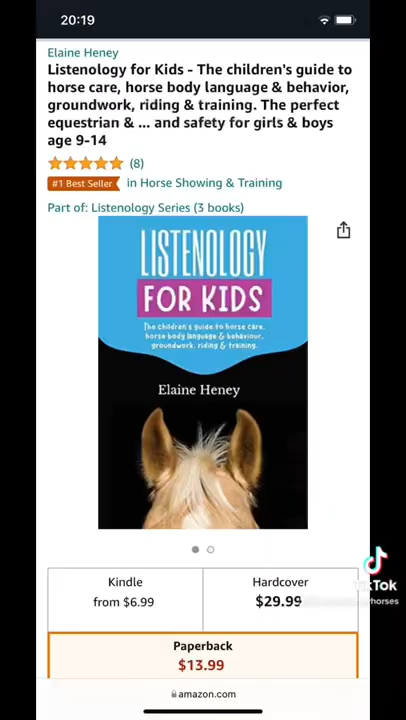 20:19
Elaine Heney
Listenology for Kids - The children's guide to
horse care, horse body language & behavior,
groundwork, riding & training. The perfect
equestrian & ... and safety for girls & boys
age 9-14
(8)
#1 Best Seller in Horse Showing & Training
Part of: Listenology Series (3 books)
LISTENOLOGY
FOR KIDS
The children's guide to horse care,
horse body language & behaviour,
groundwork, riding & training.
Elaine Heney
Kindle
from $6.99
Hardcover
$29.99
TikTok
Paperback
$13.99
amazon.com